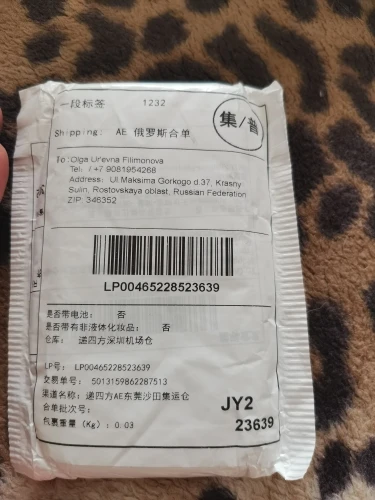 一段标签 1232
集/普
Shipping: AE 俄罗斯合单
To: Olga Urevna Filimonova
Tel: ( +7 9081954268
Address: Ul Maksima Gorkogo d.37, Krasny
Sulin, Rostovskaya oblast, Russian Federation
ZIP: 346352
LP00465228523639
是否带电池: 否
是否带有非液体化妆品: 否
仓库: 递四方深圳机场仓
LP号: LP00465228523639
交易单号: 5013159862287513
渠道名称: 递四方AE东莞沙田集运仓
合单批次号:
包裹重量 (Kg): 0.03
JY2
23639